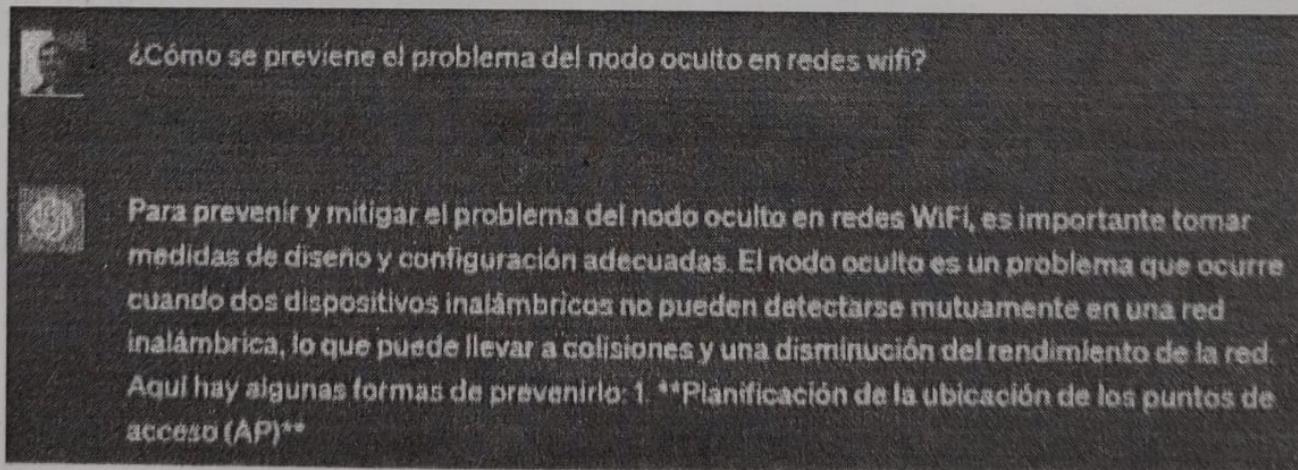 ¿Cómo se previene el problema del nodo oculto en redes wifi?
Para prevenir y mitigar el problema del nodo oculto en redes WiFi, es importante tomar
medidas de diseño y configuración adecuadas. El nodo oculto es un problema que ocurre
cuando dos dispositivos inalámbricos no pueden detectarse mutuamente en una red
inalámbrica, lo que puede llevar a colisiones y una disminución del rendimiento de la red.
Aquí hay algunas formas de prevenirlo: 1. **Planificación de la ubicación de los puntos de
acceso (AP)**